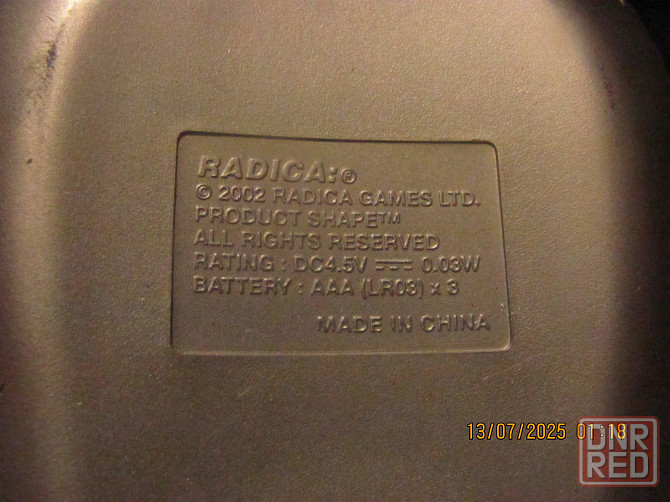 RADICA:®
© 2002 RADICA GAMES LTD.
PRODUCT SHAPE™
ALL RIGHTS RESERVED
RATING : DC4.5V ⎓ 0.03W
BATTERY : AAA (LR03) x 3
MADE IN CHINA
13/07/2025 01:18
DNR
RED